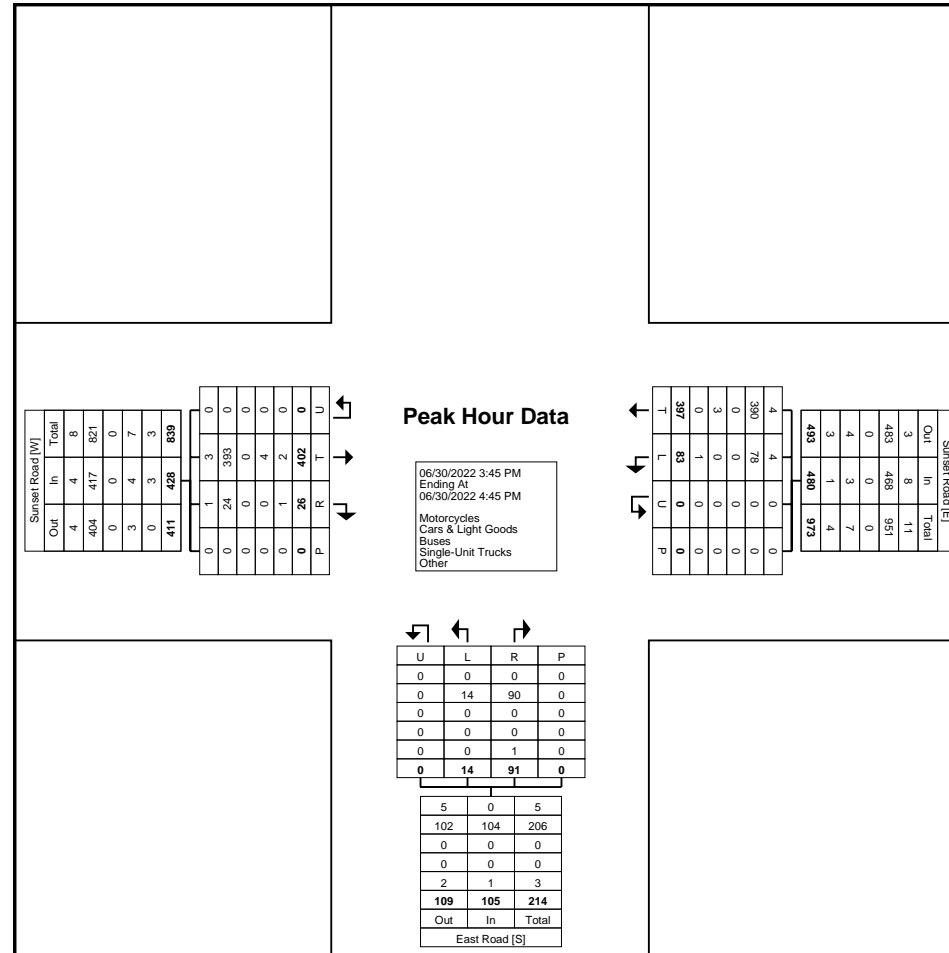 Peak Hour Data
06/30/2022 3:45 PM
Ending At
06/30/2022 4:45 PM
Motorcycles
Cars & Light Goods
Buses
Single-Unit Trucks
Other
Sunset Road [W]
Out In Total
4 4 8
404 417 821
0 0 0
3 4 7
0 3 3
411 428 839
0 1 3 0
0 24 393 0
0 0 0 0
0 0 4 0
0 1 2 0
0 26 402 0
P R T U
Sunset Road [E]
Out In Total
3 8 11
483 468 951
0 0 0
4 3 7
3 1 4
493 480 973
4 4 0 0
390 78 0 0
0 0 0 0
3 0 0 0
0 1 0 0
397 83 0 0
T L U P
U L R P
0 0 0 0
0 14 90 0
0 0 0 0
0 0 0 0
0 0 1 0
0 14 91 0
5 0 5
102 104 206
0 0 0
0 0 0
2 1 3
109 105 214
Out In Total
East Road [S]